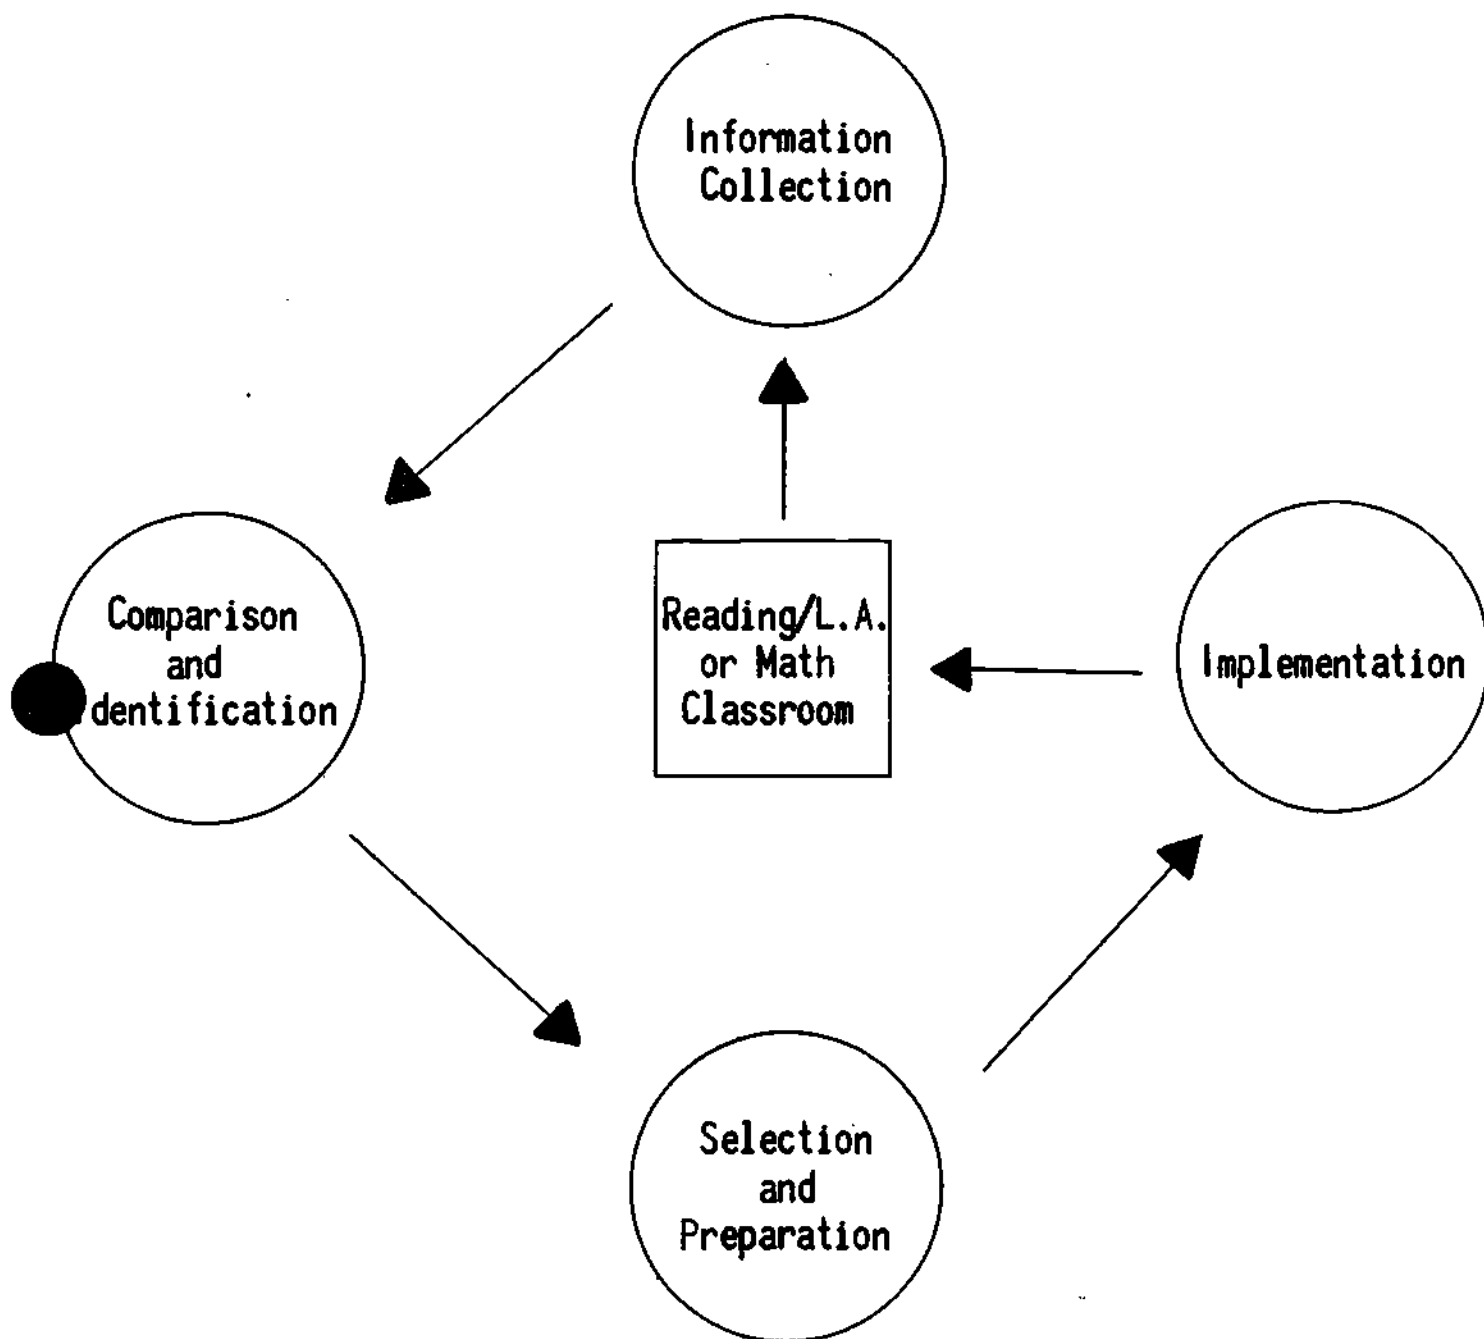 Information
Collection
Comparison
and
dentification
Reading/L.A.
or Math
Classroom
Implementation
Selection
and
Preparation